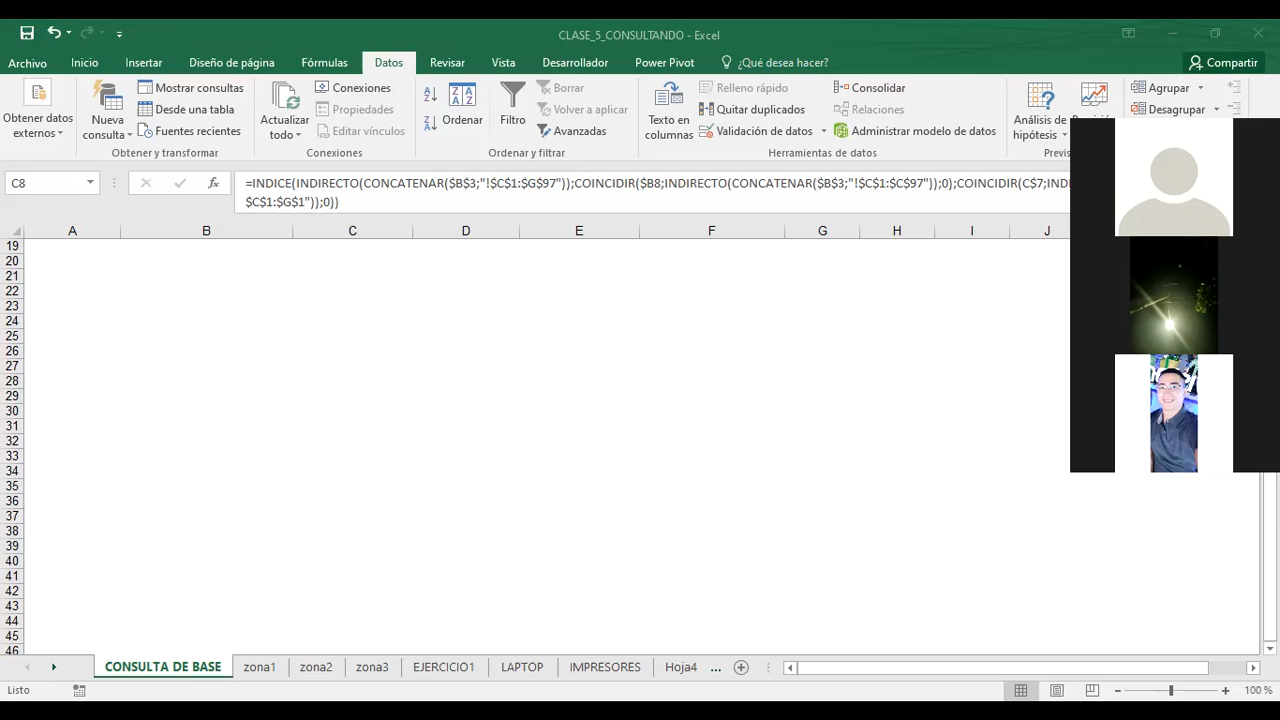 CLASE_5_CONSULTANDO - Excel
Archivo Inicio Insertar Diseño de página Fórmulas Datos Revisar Vista Desarrollador Power Pivot ¿Qué desea hacer? Compartir
Obtener datos externos
Nueva consulta
Mostrar consultas
Desde una tabla
Fuentes recientes
Obtener y transformar
Actualizar todo
Conexiones
Propiedades
Editar vínculos
Conexiones
Ordenar
Filtro
Borrar
Volver a aplicar
Avanzadas
Ordenar y filtrar
Texto en columnas
Relleno rápido
Quitar duplicados
Validación de datos
Consolidar
Relaciones
Administrar modelo de datos
Herramientas de datos
Análisis de hipótesis
Agrupar
Desagrupar
C8
fx
=INDICE(INDIRECTO(CONCATENAR($B$3;"!$C$1:$G$97"));COINCIDIR($B8;INDIRECTO(CONCATENAR($B$3;"!$C$1:$C$97"));0);COINCIDIR(C$7;
$C$1:$G$1"));0))
A B C D E F G H I J
19
20
21
22
23
24
25
26
27
28
29
30
31
32
33
34
35
36
37
38
39
40
41
42
43
44
45
46
CONSULTA DE BASE zona1 zona2 zona3 EJERCICIO1 LAPTOP IMPRESORES Hoja4 ...
Listo 100 %